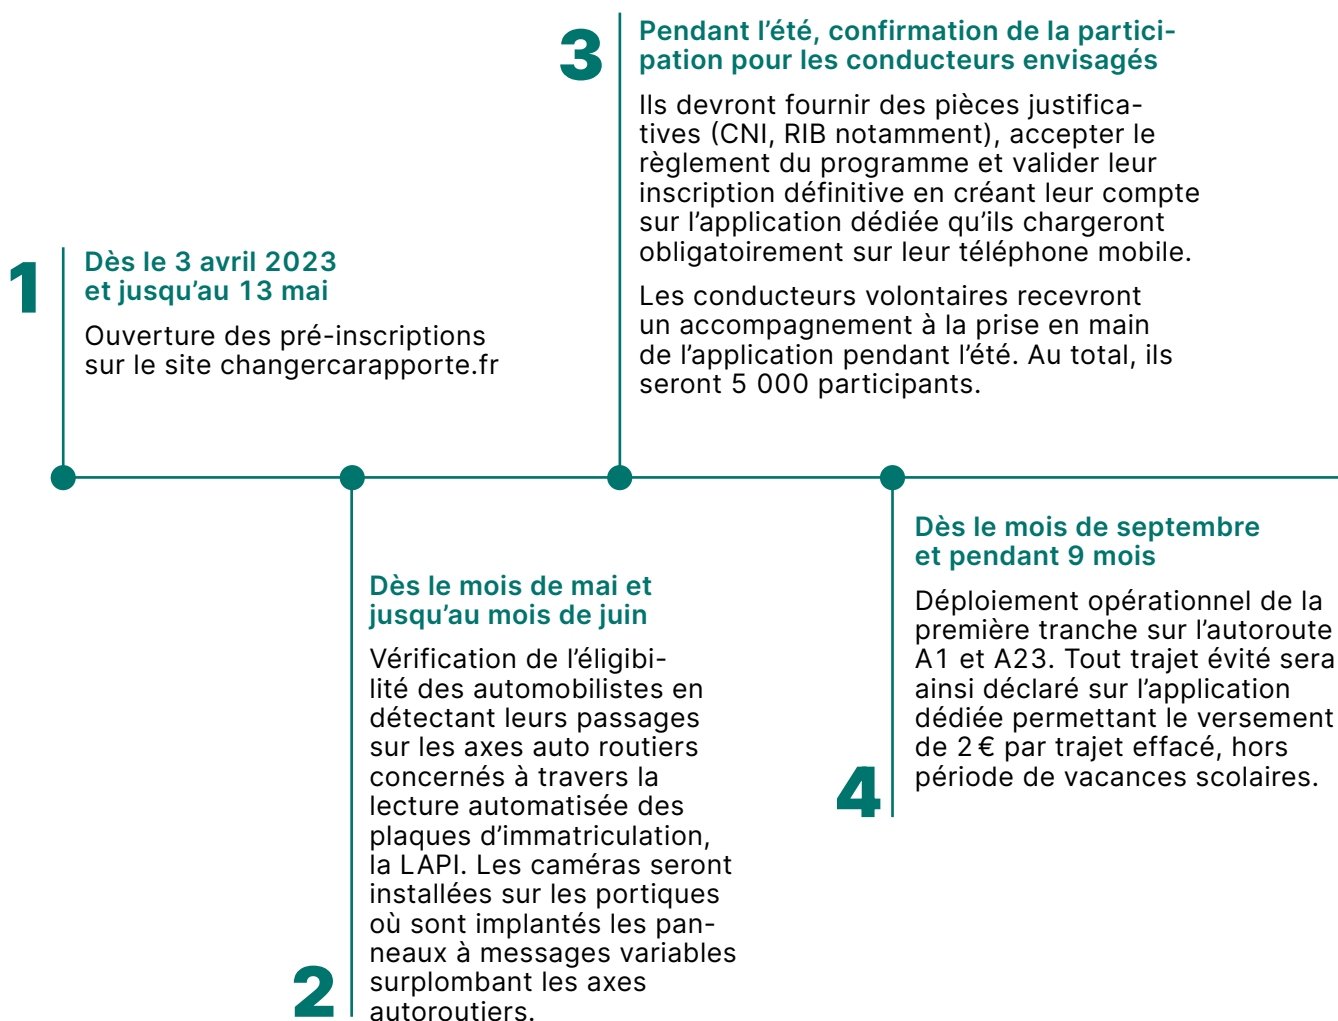 1
Dès le 3 avril 2023
et jusqu’au 13 mai
Ouverture des pré-inscriptions
sur le site changercarapporte.fr
2
Dès le mois de mai et
jusqu’au mois de juin
Vérification de l’éligibi-
lité des automobilistes en
détectant leurs passages
sur les axes auto routiers
concernés à travers la
lecture automatisée des
plaques d’immatriculation,
la LAPI. Les caméras seront
installées sur les portiques
où sont implantés les pan-
neaux à messages variables
surplombant les axes
autoroutiers.
3
Pendant l’été, confirmation de la partici-
pation pour les conducteurs envisagés
Ils devront fournir des pièces justifica-
tives (CNI, RIB notamment), accepter le
règlement du programme et valider leur
inscription définitive en créant leur compte
sur l’application dédiée qu’ils chargeront
obligatoirement sur leur téléphone mobile.
Les conducteurs volontaires recevront
un accompagnement à la prise en main
de l’application pendant l’été. Au total, ils
seront 5 000 participants.
4
Dès le mois de septembre
et pendant 9 mois
Déploiement opérationnel de la
première tranche sur l’autoroute
A1 et A23. Tout trajet évité sera
ainsi déclaré sur l’application
dédiée permettant le versement
de 2 € par trajet effacé, hors
période de vacances scolaires.